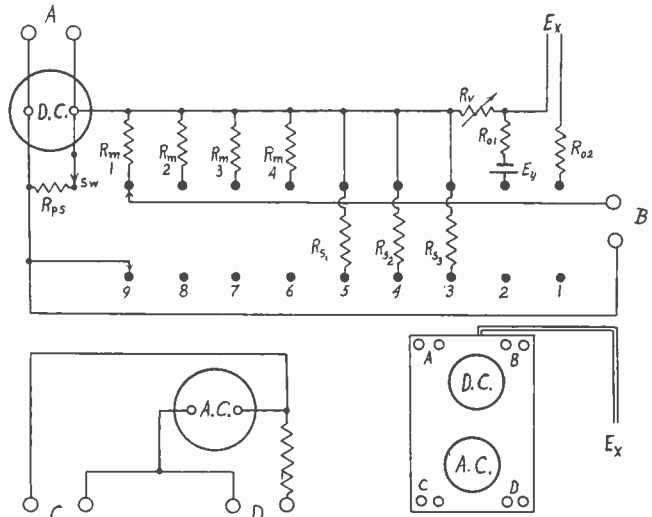 A
Ex
D.C.
Rv
Rm
1
Rm
2
Rm
3
Rm
4
Ro1
Ey
Ro2
Sw
Rps
B
Rs1
Rs2
Rs3
9 8 7 6 5 4 3 2 1
A.C.
C
D
A
B
D.C.
A.C.
C
D
Ex